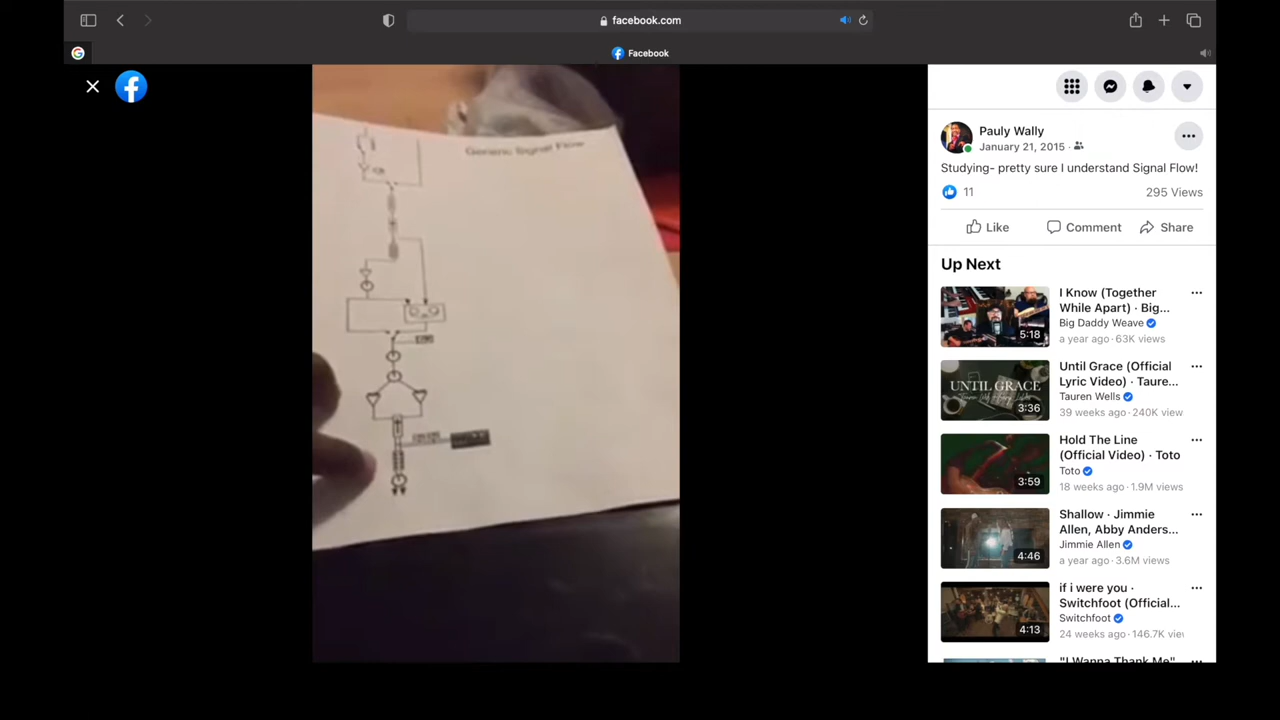 facebook.com
Facebook
Generic Signal Flow
Pauly Wally
January 21, 2015 ·
Studying- pretty sure I understand Signal Flow!
11
295 Views
Like
Comment
Share
Up Next
I Know (Together
While Apart) · Big...
Big Daddy Weave
a year ago · 63K views
5:18
Until Grace (Official
Lyric Video) · Taure...
Tauren Wells
39 weeks ago · 240K view
UNTIL GRACE
Tauren Wells
3:36
Hold The Line
(Official Video) · Toto
Toto
18 weeks ago · 1.9M views
3:59
Shallow · Jimmie
Allen, Abby Anders...
Jimmie Allen
a year ago · 3.6M views
4:46
if i were you ·
Switchfoot (Official...
Switchfoot
24 weeks ago · 146.7K vie
4:13
"I Wanna Thank Me"